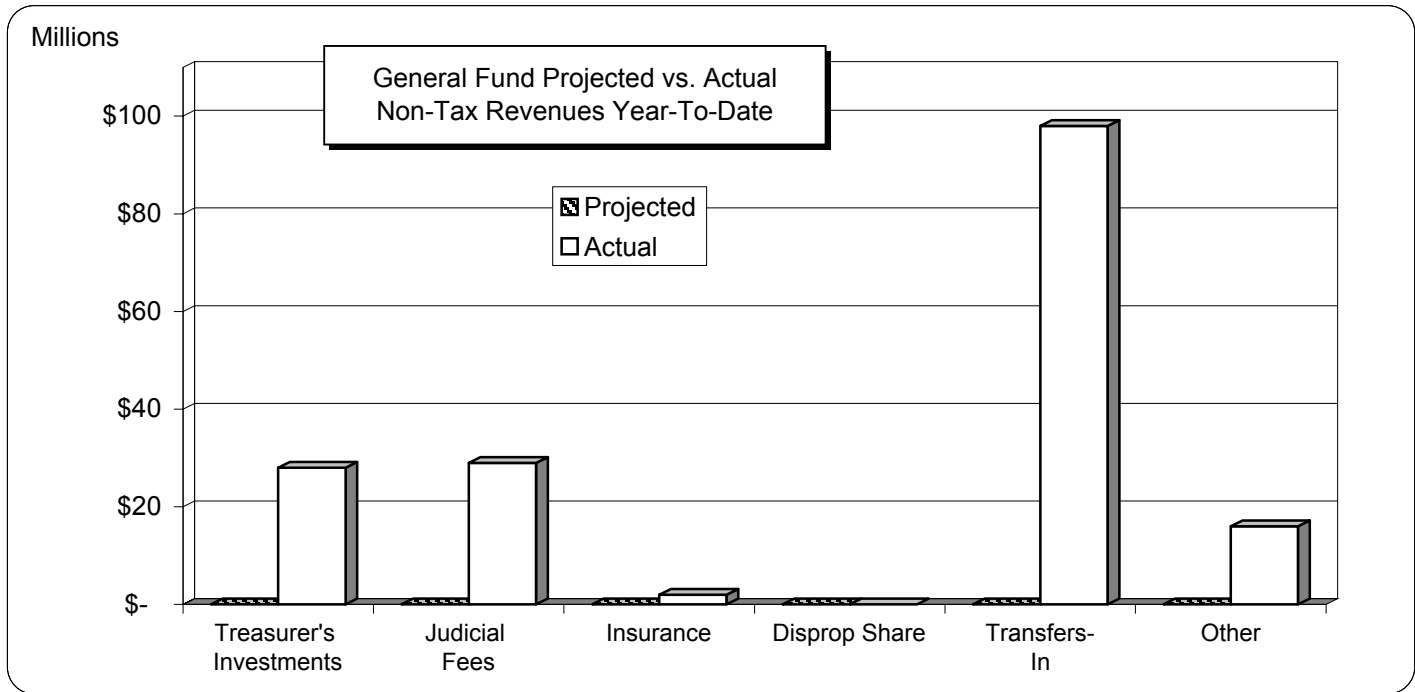 Millions
General Fund Projected vs. Actual
Non-Tax Revenues Year-To-Date
$100
$80
$60
$40
$20
$-
Projected
Actual
Treasurer's
Investments
Judicial
Fees
Insurance
Disprop Share
Transfers-
In
Other